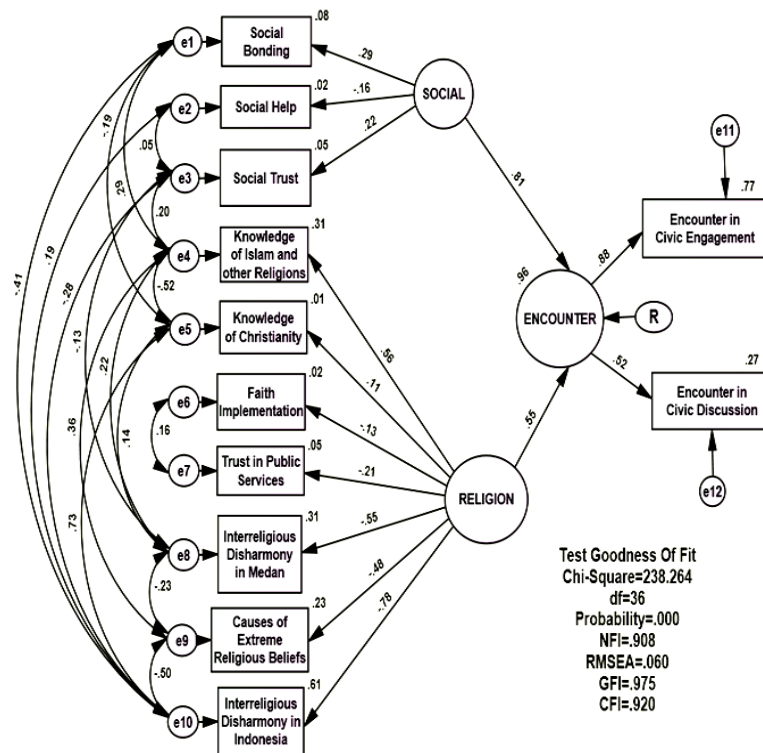 .08
e1
Social
Bonding
.29
.02
e2
Social Help
-.16
SOCIAL
-.19
.05
.22
.05
e3
Social Trust
.29
.20
.31
e4
Knowledge
of Islam and
other Religions
.81
e11
.77
Encounter in
Civic Engagement
.88
.96
ENCOUNTER
R
.52
.27
Encounter in
Civic Discussion
e12
-.41
.19
-.28
-.13
-.52
.22
.01
e5
Knowledge
of Christianity
.56
.11
.02
e6
Faith
Implementation
-.13
.16
.14
.36
.05
e7
Trust in Public
Services
-.21
.55
RELIGION
.73
.31
e8
Interreligious
Disharmony
in Medan
-.55
-.23
-.48
.23
e9
Causes of
Extreme
Religious Beliefs
-.78
-.50
.61
e10
Interreligious
Disharmony in
Indonesia
Test Goodness Of Fit
Chi-Square=238.264
df=36
Probability=.000
NFI=.908
RMSEA=.060
GFI=.975
CFI=.920